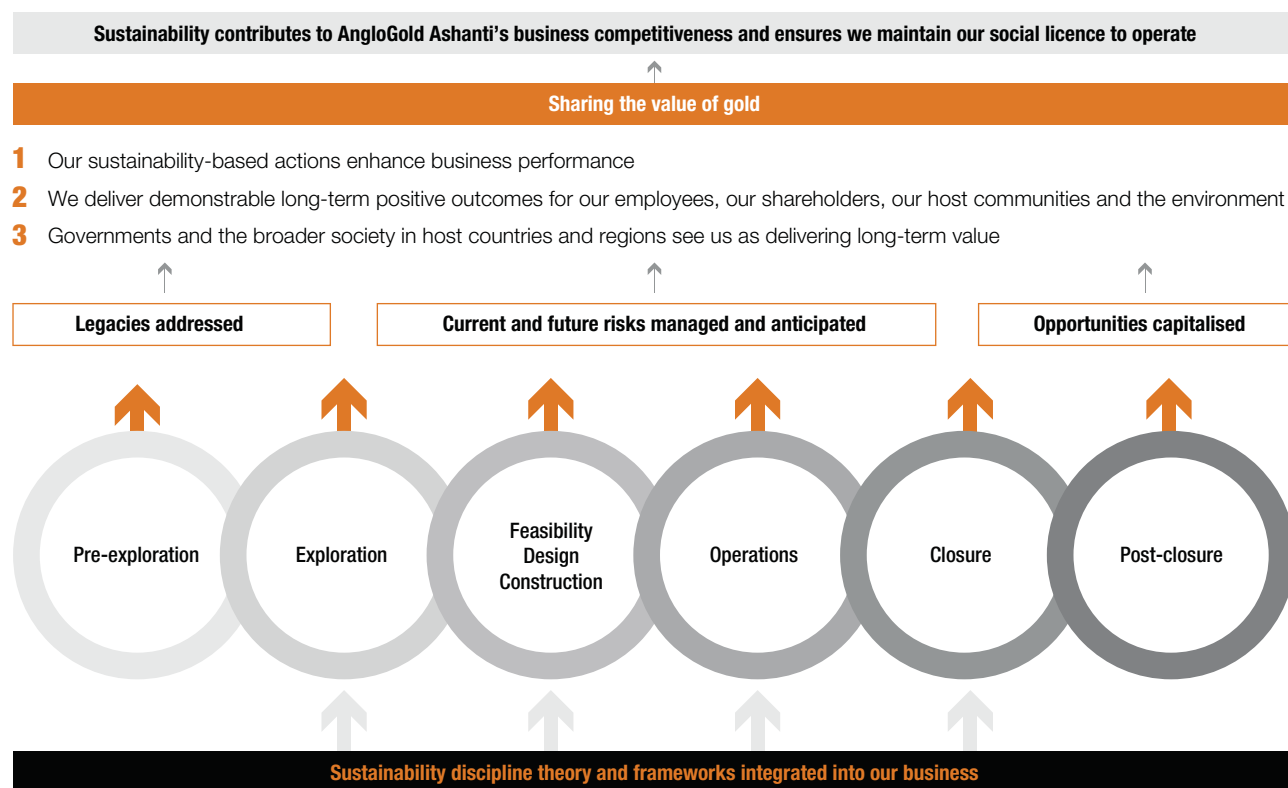 Sustainability contributes to AngloGold Ashanti’s business competitiveness and ensures we maintain our social licence to operate
Sharing the value of gold
1 Our sustainability-based actions enhance business performance
2 We deliver demonstrable long-term positive outcomes for our employees, our shareholders, our host communities and the environment
3 Governments and the broader society in host countries and regions see us as delivering long-term value
Legacies addressed
Current and future risks managed and anticipated
Opportunities capitalised
Pre-exploration
Exploration
Feasibility
Design
Construction
Operations
Closure
Post-closure
Sustainability discipline theory and frameworks integrated into our business